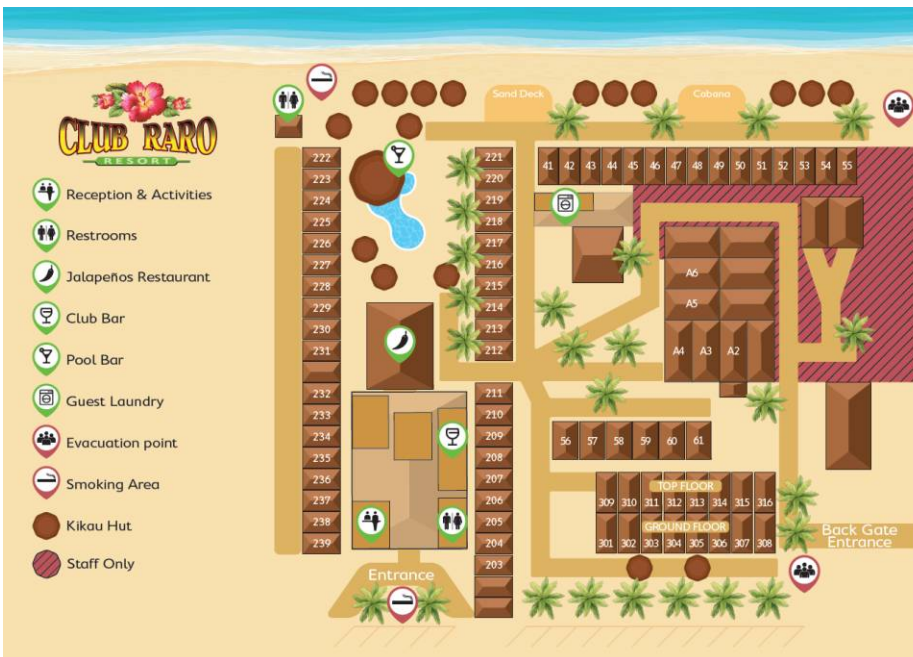 CLUB RARO
RESORT
Reception & Activities
Restrooms
Jalapeños Restaurant
Club Bar
Pool Bar
Guest Laundry
Evacuation point
Smoking Area
Kikau Hut
Staff Only
Sand Deck
Cabana
222
223
224
225
226
227
228
229
230
231
232
233
234
235
236
237
238
239
221
220
219
218
217
216
215
214
213
212
211
210
209
208
207
206
205
204
203
41 42 43 44 45 46 47 48 49 50 51 52 53 54 55
A6
A5
A4 A3 A2
56 57 58 59 60 61
TOP FLOOR
309 310 311 312 313 314 315 316
GROUND FLOOR
301 302 303 304 305 306 307 308
Back Gate
Entrance
Entrance